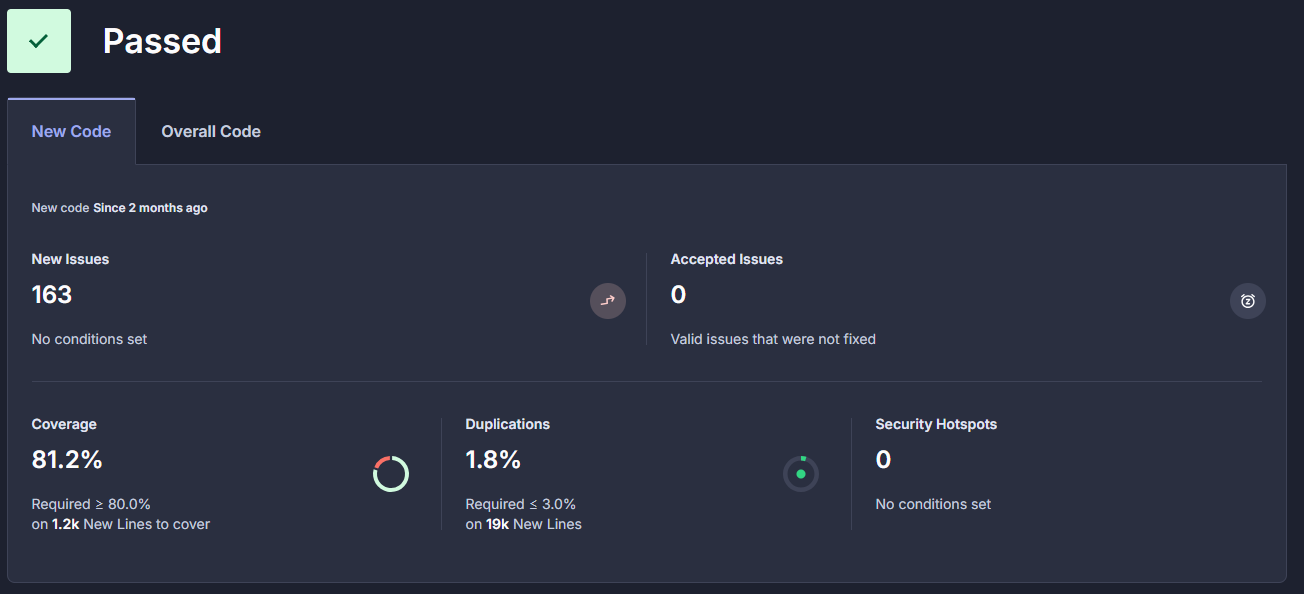 Passed
New Code
Overall Code
New code Since 2 months ago
New Issues
163
No conditions set
Accepted Issues
0
Valid issues that were not fixed
Coverage
81.2%
Required ≥ 80.0%
on 1.2k New Lines to cover
Duplications
1.8%
Required ≤ 3.0%
on 19k New Lines
Security Hotspots
0
No conditions set